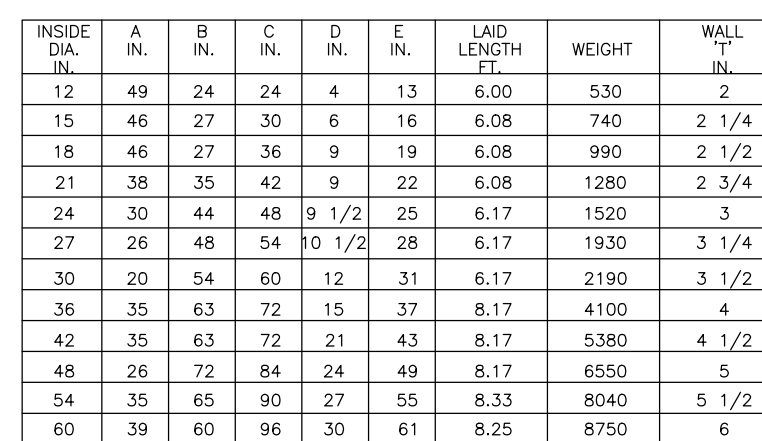 INSIDE DIA. IN. A IN. B IN. C IN. D IN. E IN. LAID LENGTH FT. WEIGHT WALL 'T' IN.
12 49 24 24 4 13 6.00 530 2
15 46 27 30 6 16 6.08 740 2 1/4
18 46 27 36 9 19 6.08 990 2 1/2
21 38 35 42 9 22 6.08 1280 2 3/4
24 30 44 48 9 1/2 25 6.17 1520 3
27 26 48 54 10 1/2 28 6.17 1930 3 1/4
30 20 54 60 12 31 6.17 2190 3 1/2
36 35 63 72 15 37 8.17 4100 4
42 35 63 72 21 43 8.17 5380 4 1/2
48 26 72 84 24 49 8.17 6550 5
54 35 65 90 27 55 8.33 8040 5 1/2
60 39 60 96 30 61 8.25 8750 6